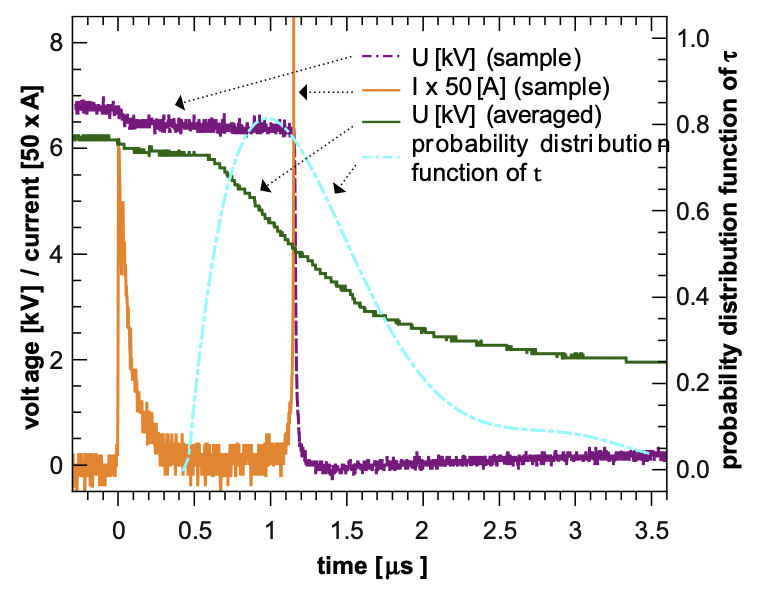 U [kV] (sample)
I x 50 [A] (sample)
U [kV] (averaged)
probability distribution
function of τ
voltage [kV] / current [50 x A]
8
6
4
2
0
1.0
0.8
0.6
0.4
0.2
0.0
probability distribution function of τ
0 0.5 1 1.5 2 2.5 3 3.5
time [µs ]